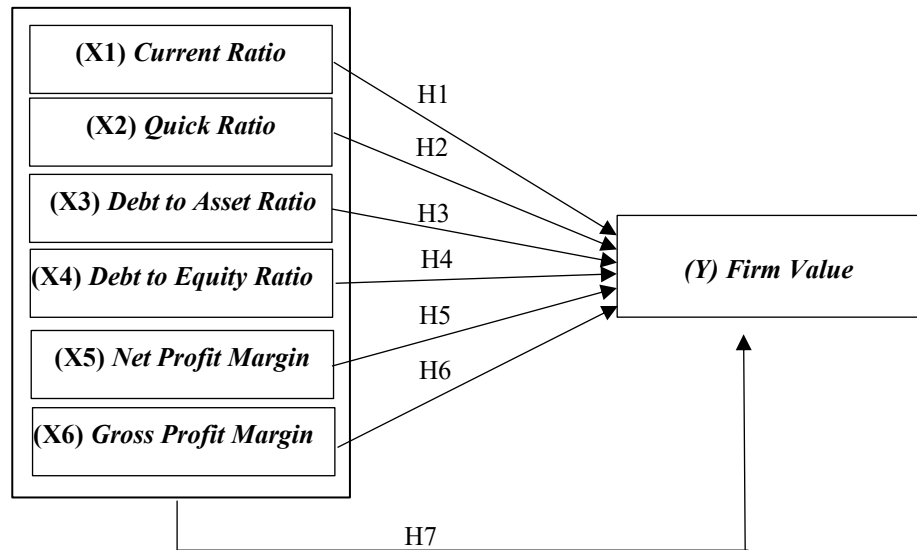 (X1) Current Ratio
H1
(X2) Quick Ratio
H2
(X3) Debt to Asset Ratio
H3
(X4) Debt to Equity Ratio
H4
(Y) Firm Value
(X5) Net Profit Margin
H5
(X6) Gross Profit Margin
H6
H7